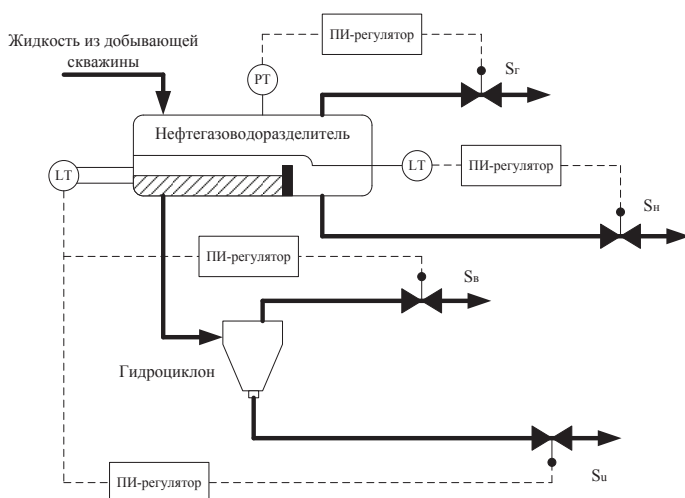 ПИ-регулятор
Жидкость из добывающей
скважины
PT
Sг
Нефтегазоводоразделитель
LT
LT
ПИ-регулятор
Sн
ПИ-регулятор
Sв
Гидроциклон
ПИ-регулятор
Su